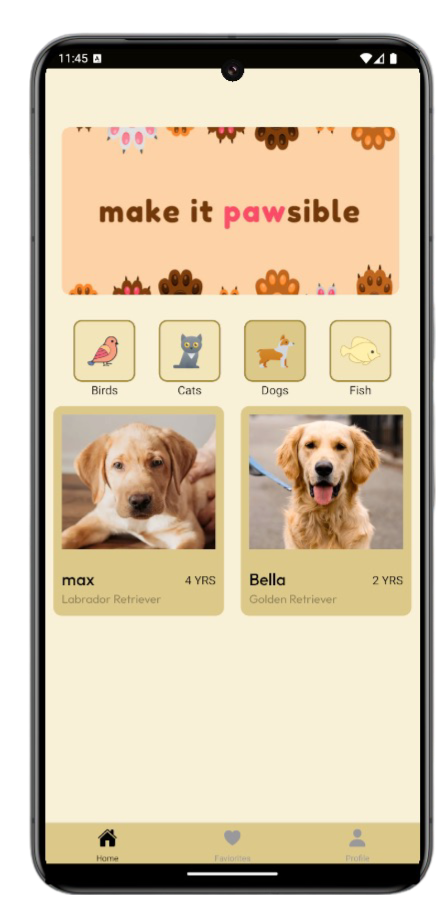 11:45 A
make it pawsible
Birds Cats Dogs Fish
max 4 YRS Bella 2 YRS
Labrador Retriever Golden Retriever
Home Favorites Profile